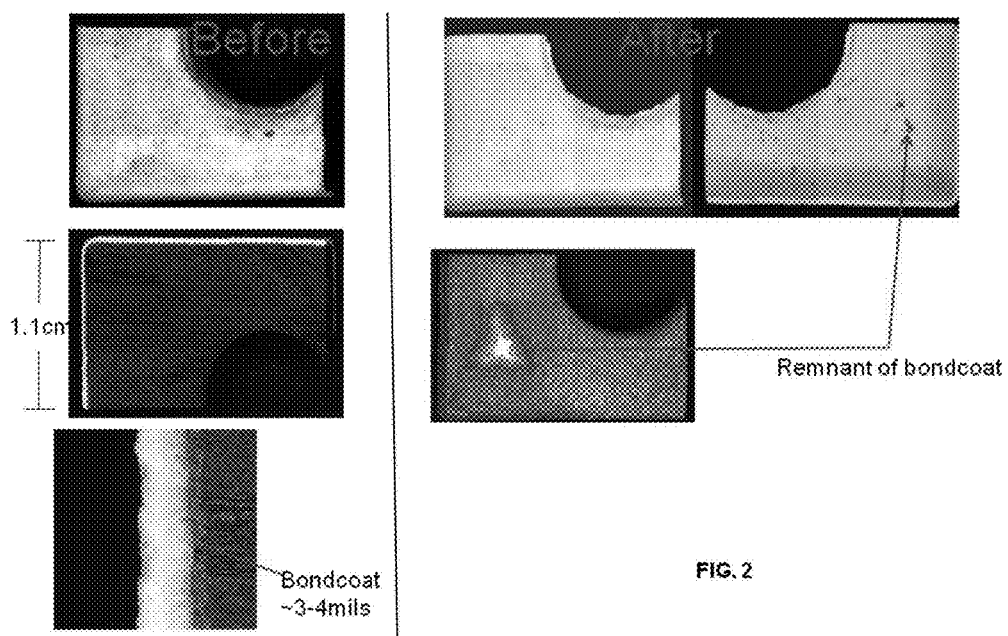 Before
After
1.1cm
Remnant of bondcoat
Bondcoat
~3-4mils
FIG. 2